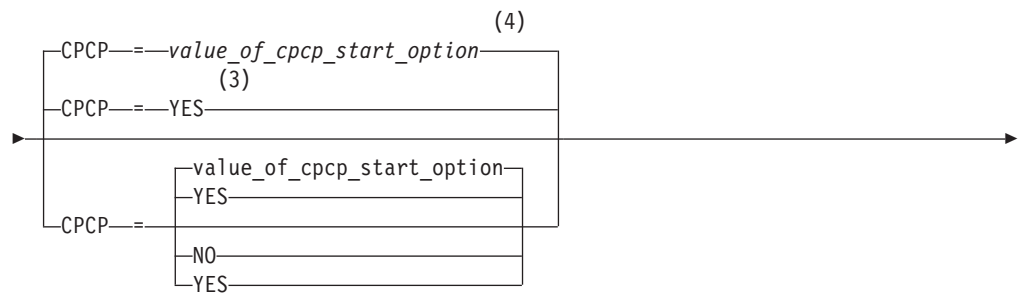 (4)
CPCP = value_of_cpcp_start_option
(3)
CPCP = YES
value_of_cpcp_start_option
YES
CPCP =
NO
YES